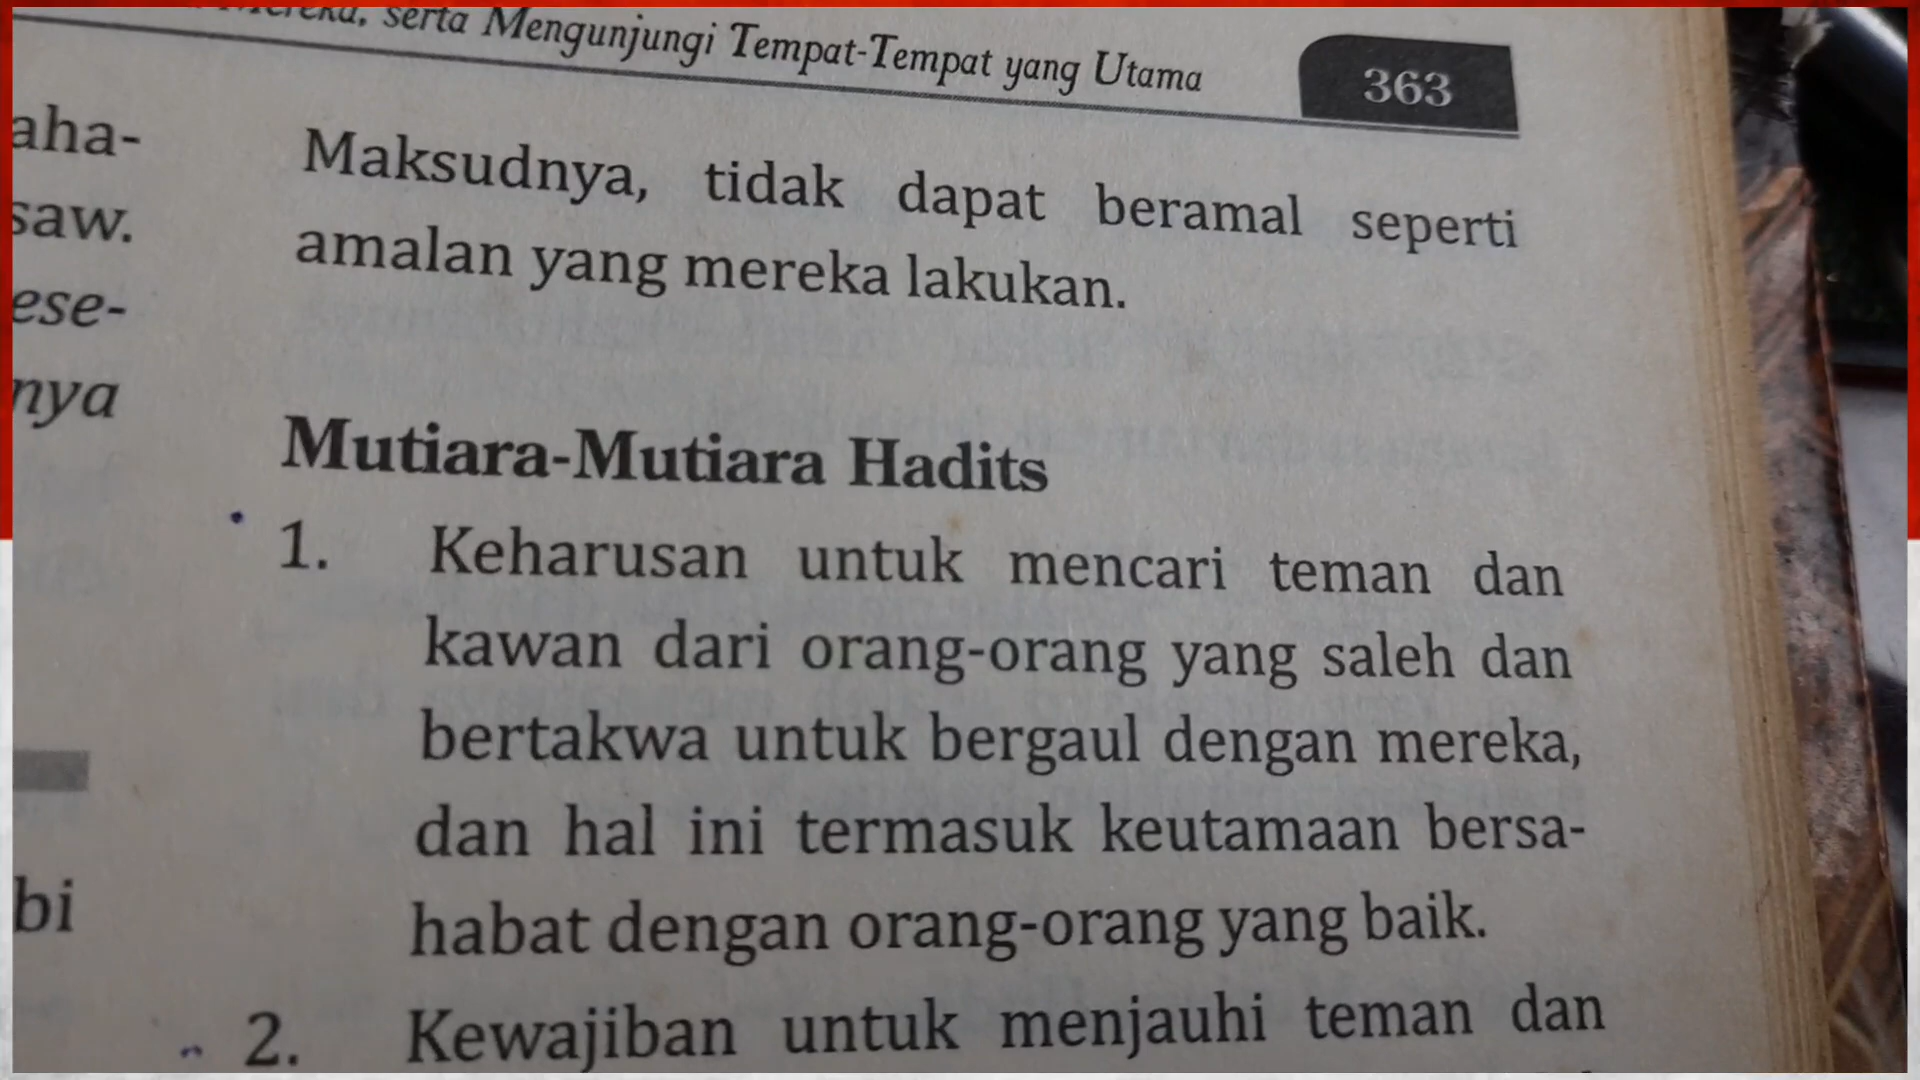 Mereka, serta Mengunjungi Tempat-Tempat yang Utama
363
aha-
saw.
ese-
nya
bi
Maksudnya, tidak dapat beramal seperti
amalan yang mereka lakukan.
Mutiara-Mutiara Hadits
1. Keharusan untuk mencari teman dan
kawan dari orang-orang yang saleh dan
bertakwa untuk bergaul dengan mereka,
dan hal ini termasuk keutamaan bersa-
habat dengan orang-orang yang baik.
2. Kewajiban untuk menjauhi teman dan